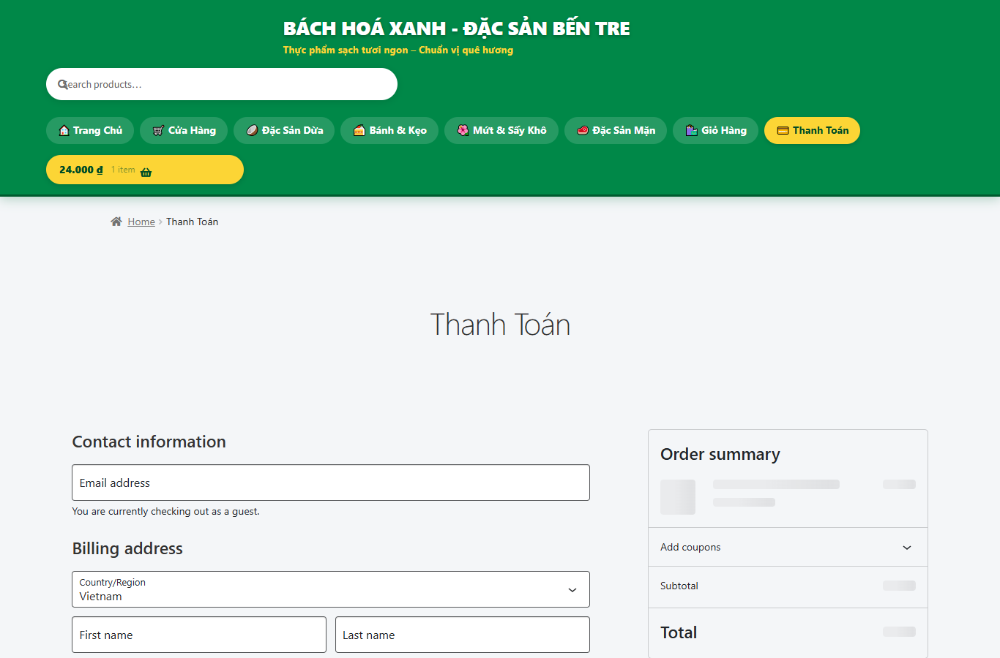 BÁCH HOÁ XANH - ĐẶC SẢN BẾN TRE
Thực phẩm sạch tươi ngon – Chuẩn vị quê hương
Search products…
Trang Chủ
Cửa Hàng
Đặc Sản Dừa
Bánh & Kẹo
Mứt & Sấy Khô
Đặc Sản Mặn
Giỏ Hàng
Thanh Toán
24.000 ₫ 1 item
Home › Thanh Toán
Thanh Toán
Contact information
Email address
You are currently checking out as a guest.
Billing address
Country/Region
Vietnam
First name
Last name
Order summary
Add coupons
Subtotal
Total